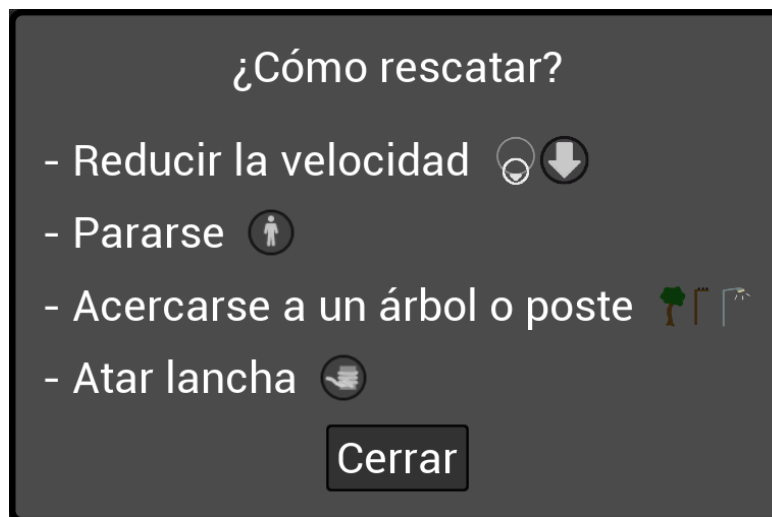 ¿Cómo rescatar?
- Reducir la velocidad
- Pararse
- Acercarse a un árbol o poste
- Atar lancha
Cerrar